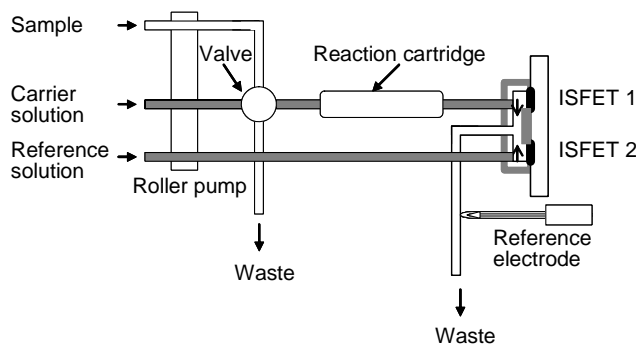 Sample
Valve
Reaction cartridge
Carrier
solution
ISFET 1
Reference
solution
ISFET 2
Roller pump
Reference
electrode
Waste
Waste